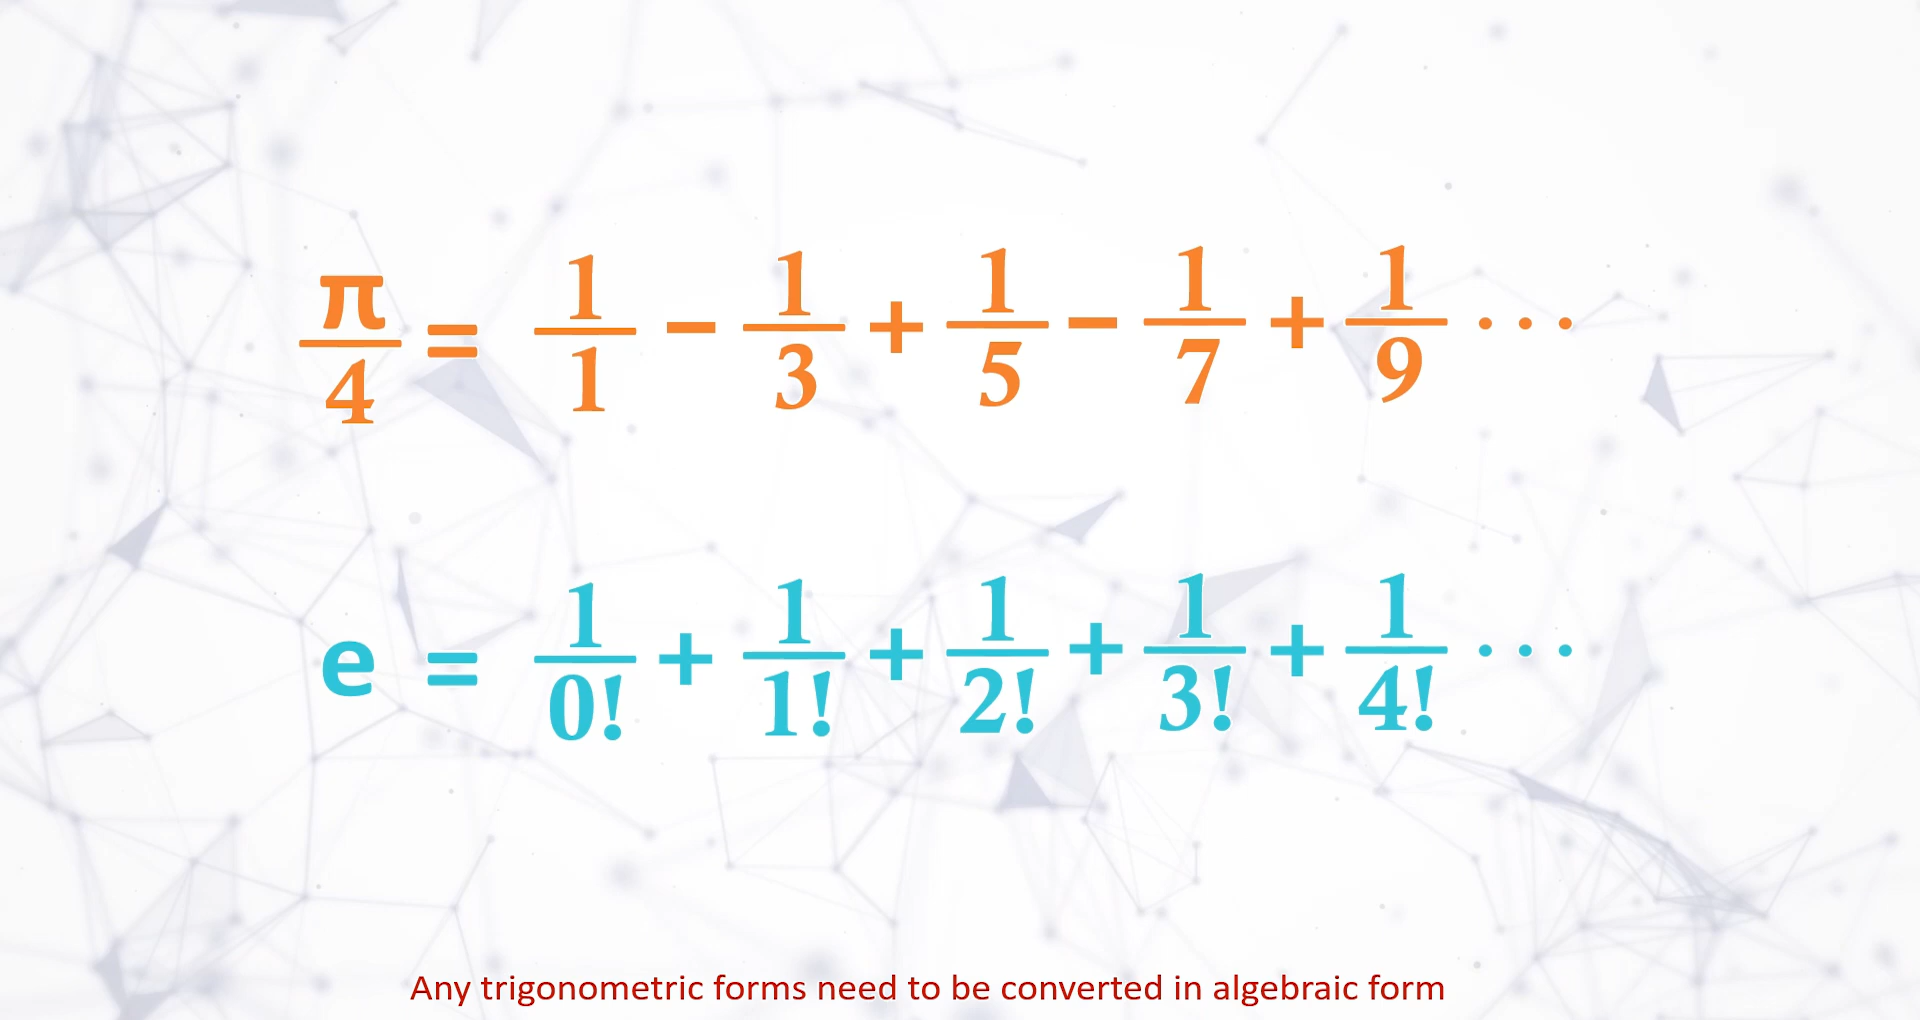 π/4 = 1/1 - 1/3 + 1/5 - 1/7 + 1/9 ...
e = 1/0! + 1/1! + 1/2! + 1/3! + 1/4! ...
Any trigonometric forms need to be converted in algebraic form